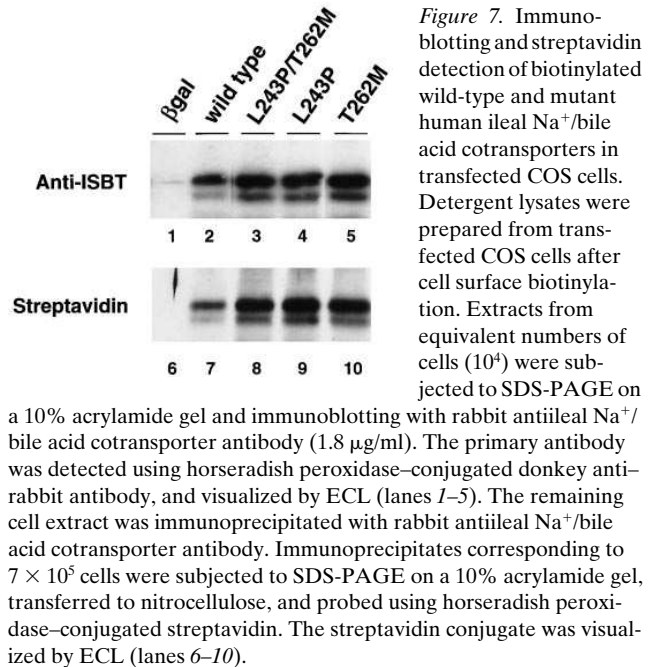 βgal
wild type
L243P/T262M
L243P
T262M
Anti-ISBT
1 2 3 4 5
Streptavidin
6 7 8 9 10
Figure 7. Immuno-
blotting and streptavidin
detection of biotinylated
wild-type and mutant
human ileal Na⁺/bile
acid cotransporters in
transfected COS cells.
Detergent lysates were
prepared from trans-
fected COS cells after
cell surface biotinyla-
tion. Extracts from
equivalent numbers of
cells (10⁴) were sub-
jected to SDS-PAGE on
a 10% acrylamide gel and immunoblotting with rabbit antiileal Na⁺/
bile acid cotransporter antibody (1.8 μg/ml). The primary antibody
was detected using horseradish peroxidase–conjugated donkey anti–
rabbit antibody, and visualized by ECL (lanes 1–5). The remaining
cell extract was immunoprecipitated with rabbit antiileal Na⁺/bile
acid cotransporter antibody. Immunoprecipitates corresponding to
7 × 10⁵ cells were subjected to SDS-PAGE on a 10% acrylamide gel,
transferred to nitrocellulose, and probed using horseradish peroxi-
dase–conjugated streptavidin. The streptavidin conjugate was visual-
ized by ECL (lanes 6–10).